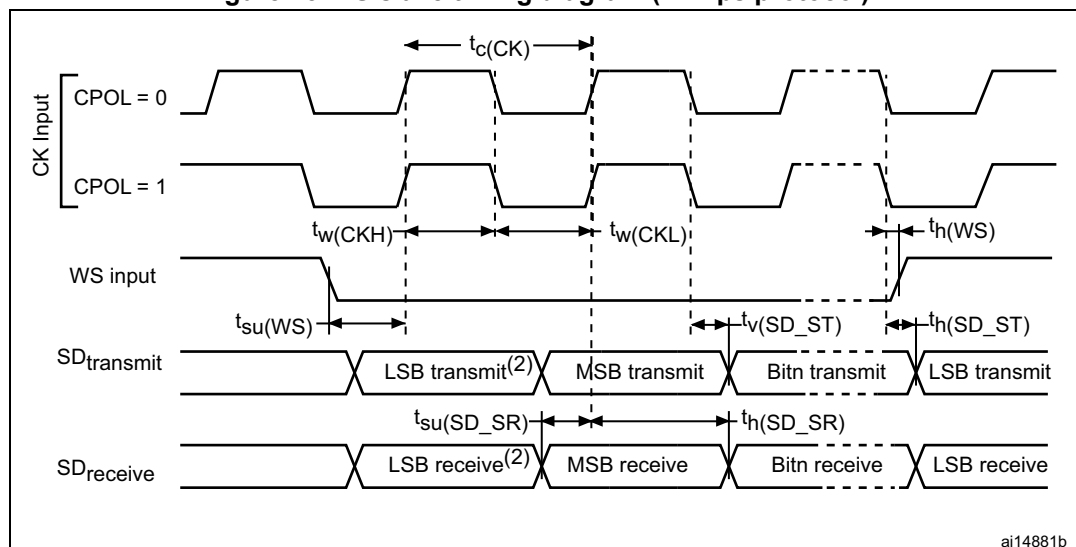 tc(CK)
CK Input
CPOL = 0
CPOL = 1
tw(CKH)
tw(CKL)
th(WS)
WS input
tsu(WS)
tv(SD_ST)
th(SD_ST)
SDtransmit
LSB transmit(2)
MSB transmit
Bitn transmit
LSB transmit
tsu(SD_SR)
th(SD_SR)
SDreceive
LSB receive(2)
MSB receive
Bitn receive
LSB receive
ai14881b